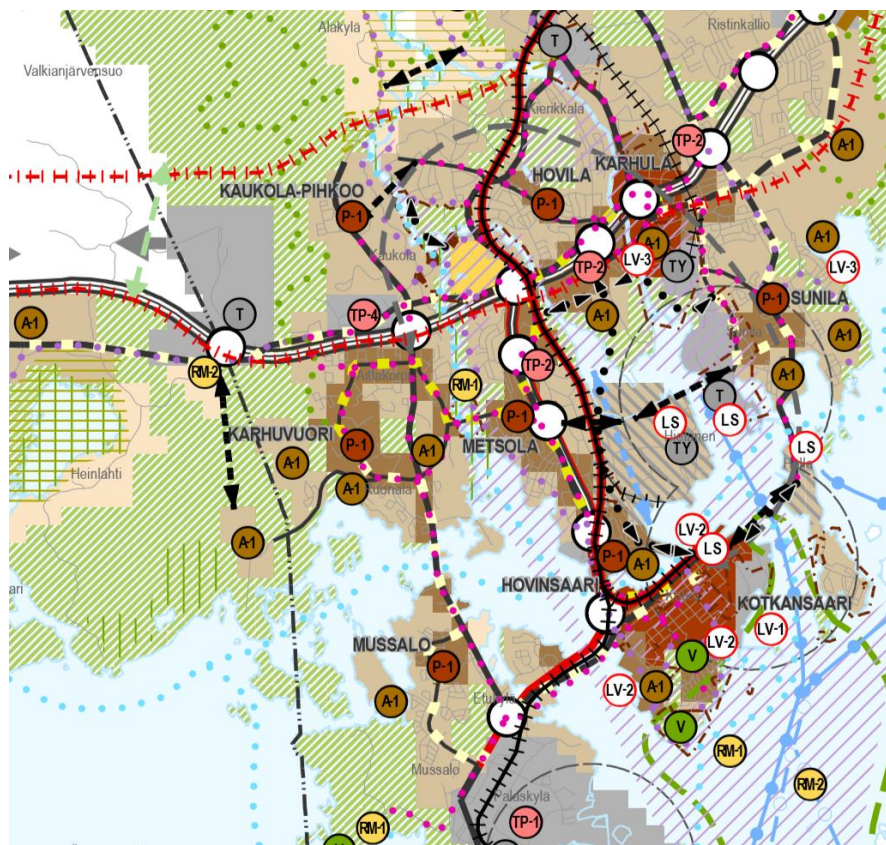 Alakylä
Ristinkallio
T
Valkianjärvensuo
Kierikkala
TP-2
A-1
KARHULA
HOVILA
KAUKOLA-PIHKOO
P-1
P-1
A-1
A-1
Kaukola
TP-2
LV-3
TY
LV-3
P-1
SUNILA
T
TP-4
A-1
A-1
A-1
RM-2
TP-2
RM-1
A-1
T
P-1
LS
LS
KARHUVUORI
P-1
METSOLA
A-1
TY
LS
A-1
Heinlahti
A-1
LV-2
A-1
LS
P-1
A-1
HOVINSAARI
KOTKANSAARI
LV-1
MUSSALO
LV-2
P-1
V
A-1
LV-2
A-1
V
RM-1
Mussalo
RM-2
Palaskylä
RM-1
TP-1